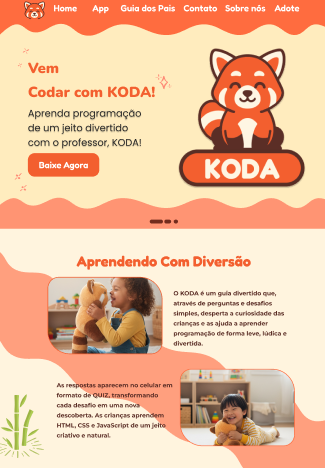 Home App Guia dos Pais Contato Sobre nós Adote
Vem
Codar com KODA!
Aprenda programação
de um jeito divertido
com o professor, KODA!
Baixe Agora
KODA
Aprendendo Com Diversão
O KODA é um guia divertido que,
através de perguntas e desafios
simples, desperta a curiosidade das
crianças e as ajuda a aprender
programação de forma leve, lúdica e
divertida.
As respostas aparecem no celular em
formato de QUIZ, transformando
cada desafio em uma nova
descoberta. As crianças aprendem
HTML, CSS e JavaScript de um jeito
criativo e natural.